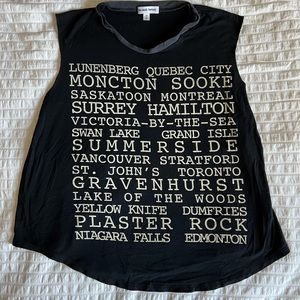 LUNENBERG QUEBEC CITY
MONCTON SOOKE
SASKATOON MONTREAL
SURREY HAMILTON
VICTORIA-BY-THE-SEA
SWAN LAKE GRAND ISLE
SUMMERSIDE
VANCOUVER STRATFORD
ST. JOHN'S TORONTO
GRAVENHURST
LAKE OF THE WOODS
YELLOW KNIFE DUMFRIES
PLASTER ROCK
NIAGARA FALLS EDMONTON